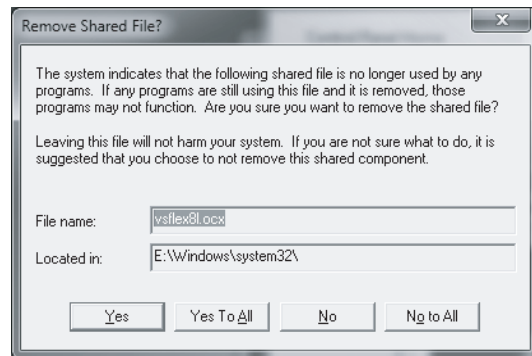 Remove Shared File?
The system indicates that the following shared file is no longer used by any
programs. If any programs are still using this file and it is removed, those
programs may not function. Are you sure you want to remove the shared file?
Leaving this file will not harm your system. If you are not sure what to do, it is
suggested that you choose to not remove this shared component.
File name: vsflex8l.ocx
Located in: E:\Windows\system32\
Yes Yes To All No No to All